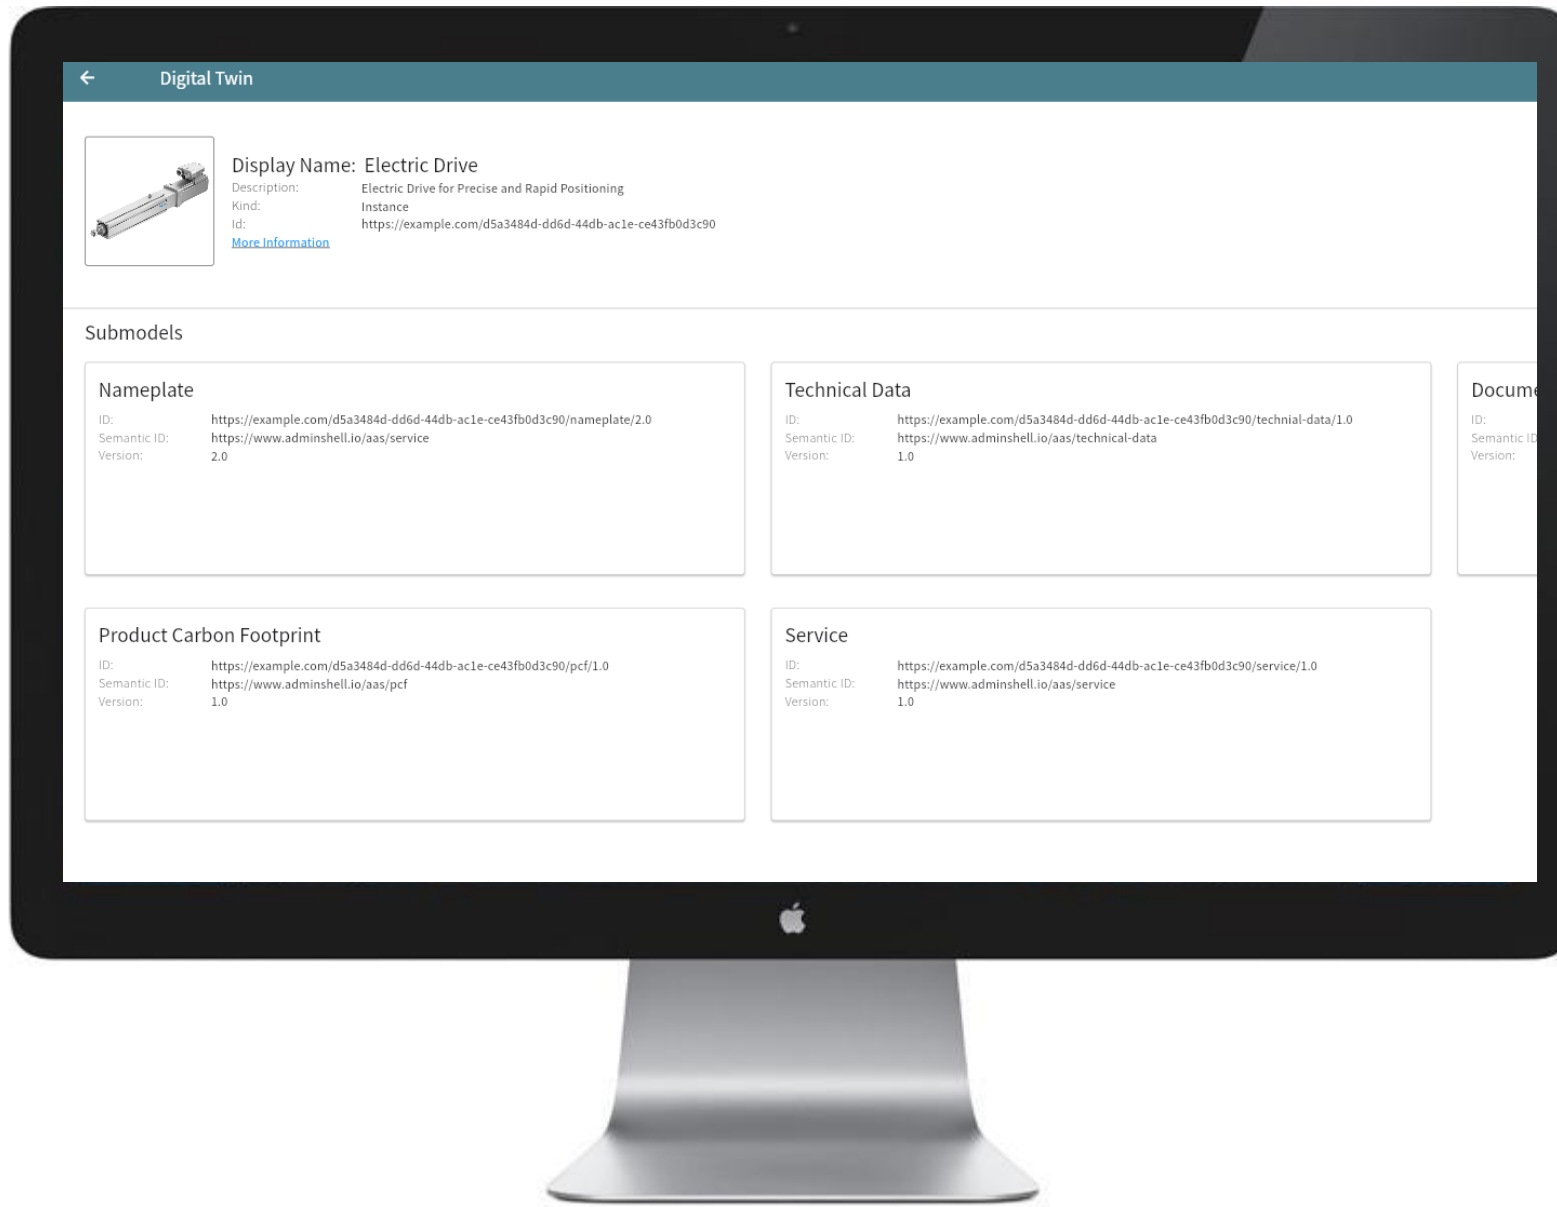 Digital Twin
Display Name: Electric Drive
Description: Electric Drive for Precise and Rapid Positioning
Kind: Instance
Id: https://example.com/d5a3484d-dd6d-44db-ac1e-ce43fb0d3c90
More Information
Submodels
Nameplate
ID: https://example.com/d5a3484d-dd6d-44db-ac1e-ce43fb0d3c90/nameplate/2.0
Semantic ID: https://www.adminshell.io/aas/service
Version: 2.0
Technical Data
ID: https://example.com/d5a3484d-dd6d-44db-ac1e-ce43fb0d3c90/technial-data/1.0
Semantic ID: https://www.adminshell.io/aas/technical-data
Version: 1.0
Docume
ID:
Semantic ID
Version:
Product Carbon Footprint
ID: https://example.com/d5a3484d-dd6d-44db-ac1e-ce43fb0d3c90/pcf/1.0
Semantic ID: https://www.adminshell.io/aas/pcf
Version: 1.0
Service
ID: https://example.com/d5a3484d-dd6d-44db-ac1e-ce43fb0d3c90/service/1.0
Semantic ID: https://www.adminshell.io/aas/service
Version: 1.0